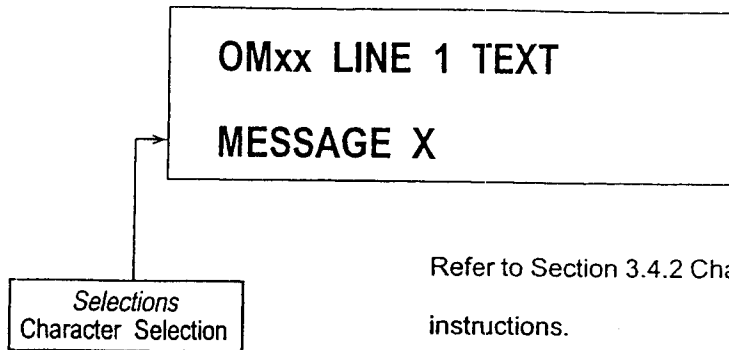 OMxx LINE 1 TEXT
MESSAGE X
Refer to Section 3.4.2
instructions.
Selections
Character Selection